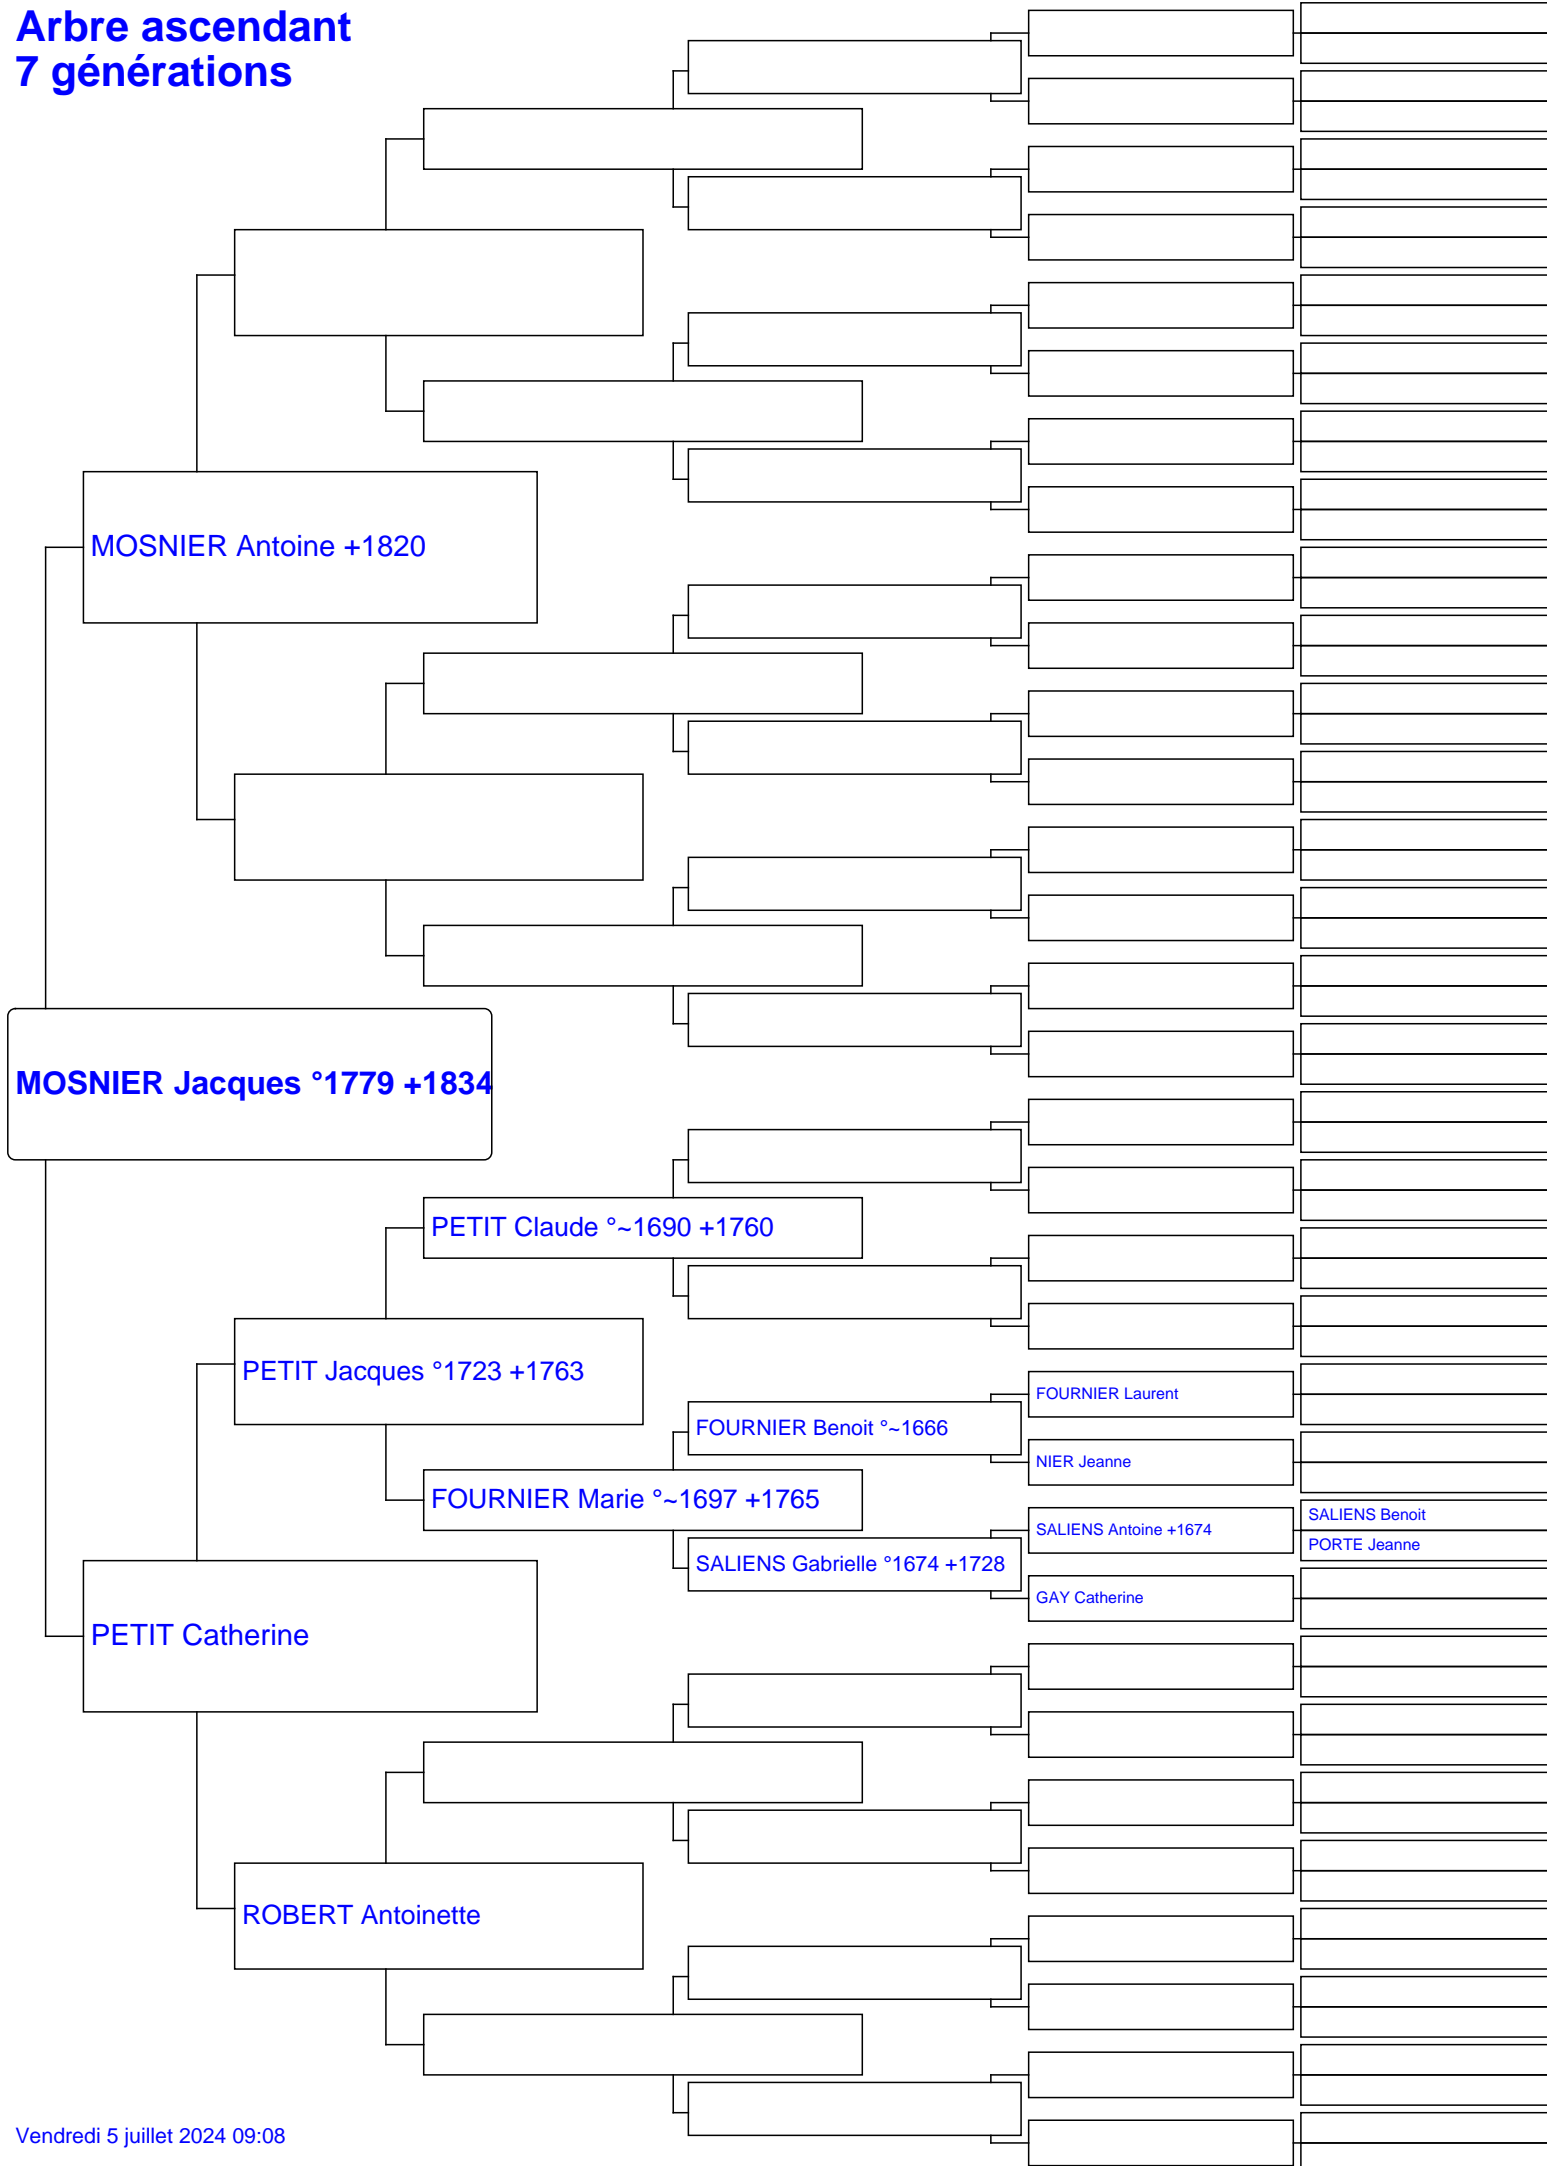 Arbre ascendant
7 générations
MOSNIER Antoine +1820
MOSNIER Jacques °1779 +1834
PETIT Claude °~1690 +1760
PETIT Jacques °1723 +1763
FOURNIER Laurent
FOURNIER Benoit °~1666
NIER Jeanne
FOURNIER Marie °~1697 +1765
SALIENS Benoit
SALIENS Antoine +1674
PORTE Jeanne
SALIENS Gabrielle °1674 +1728
GAY Catherine
PETIT Catherine
ROBERT Antoinette
Vendredi 5 juillet 2024 09:08